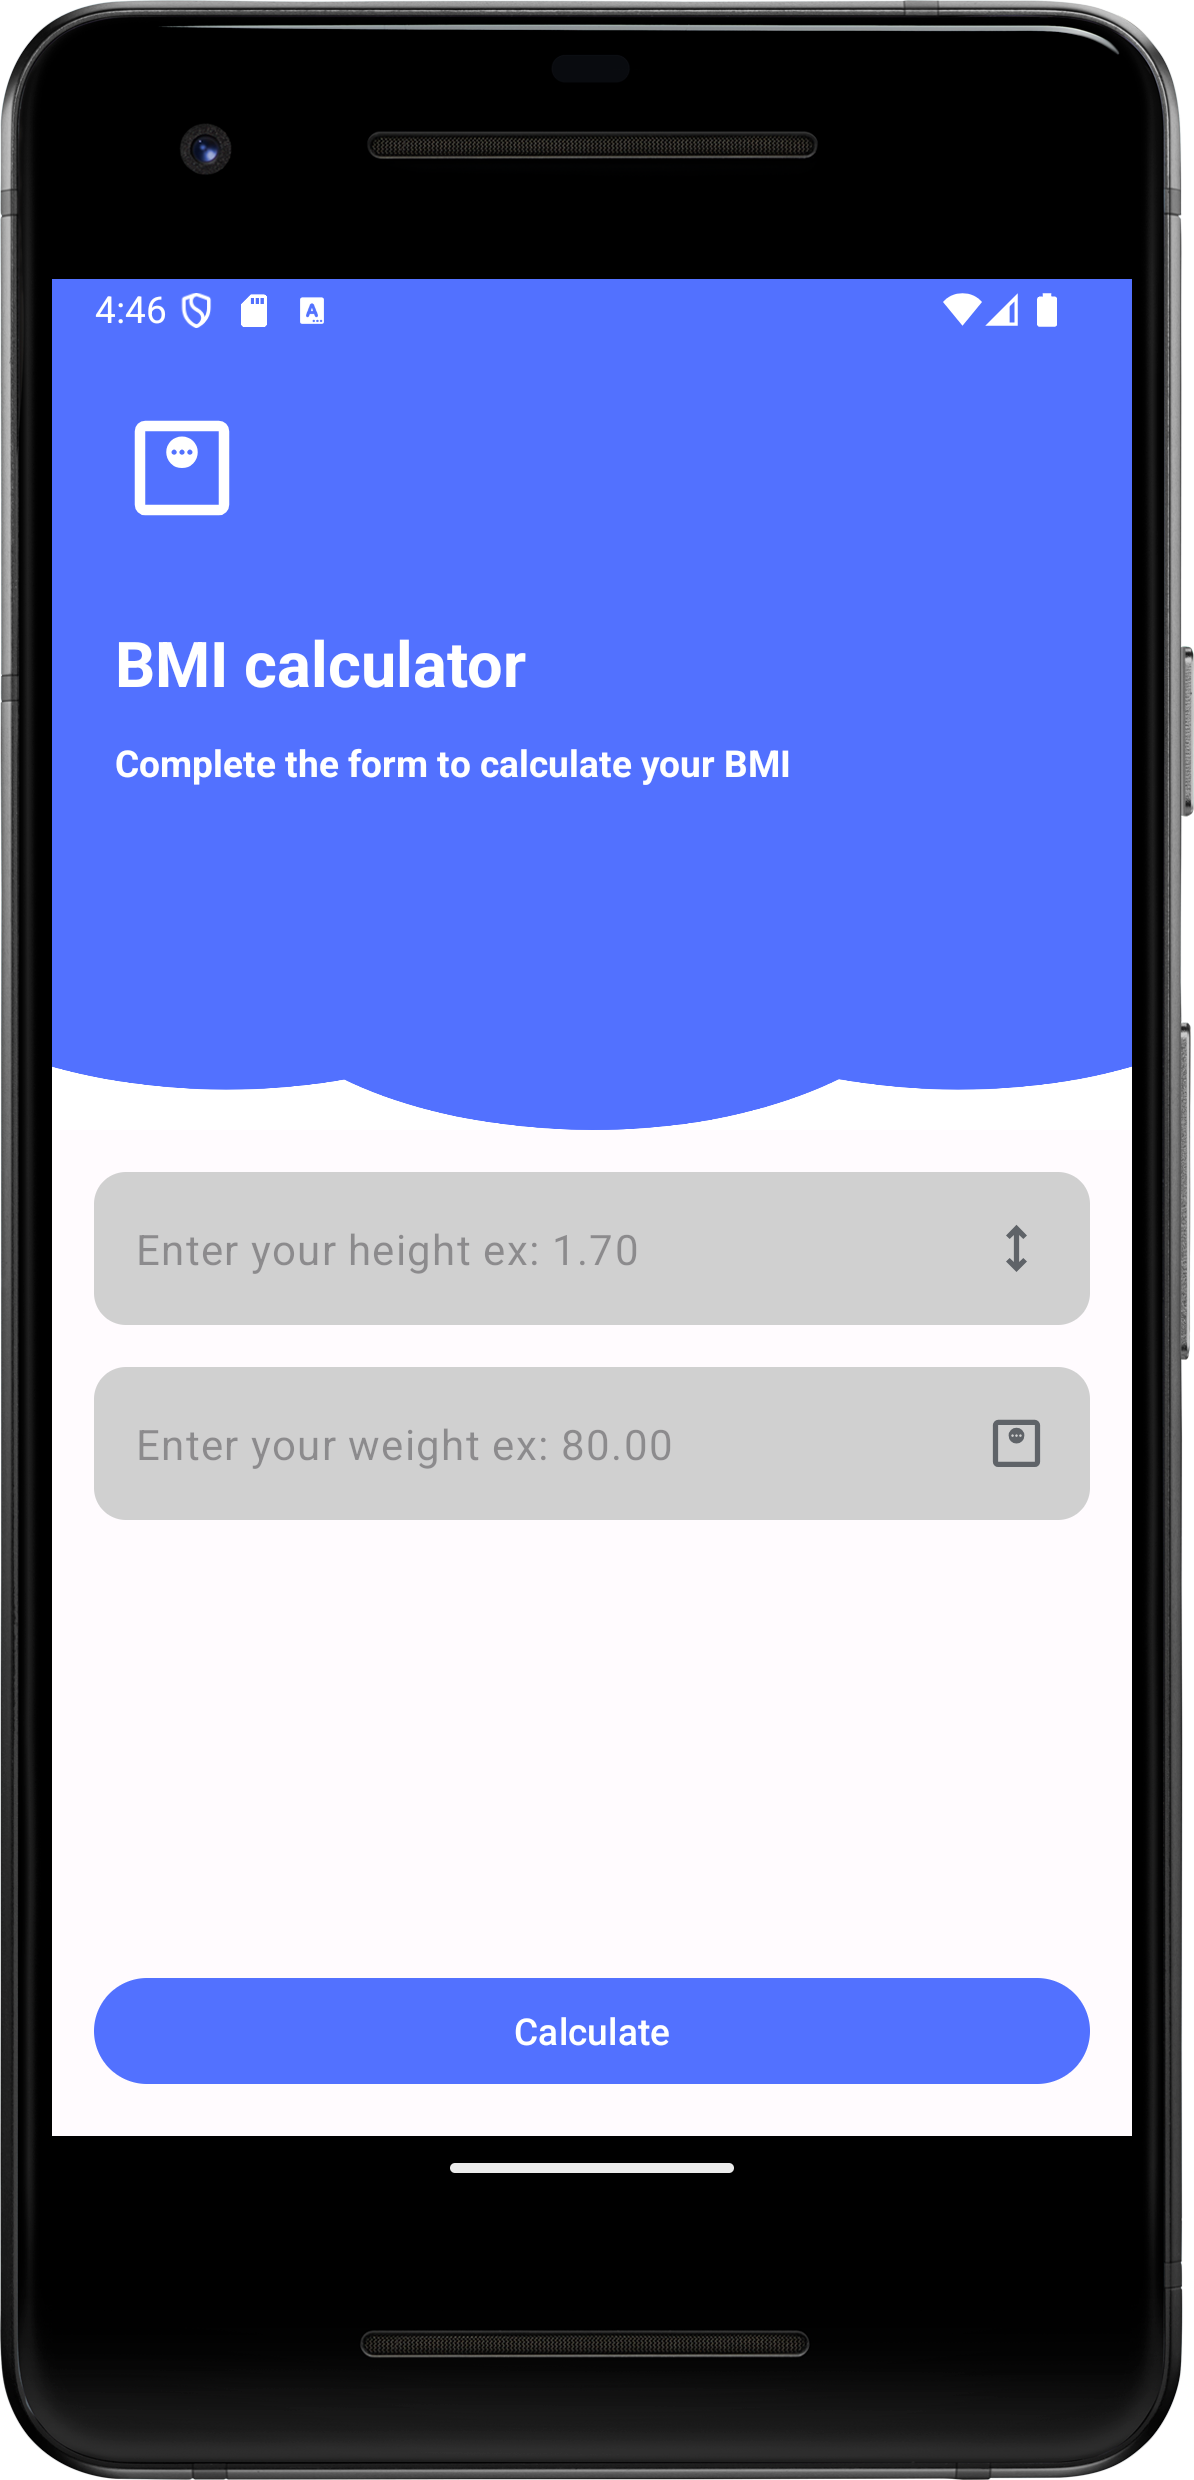 4:46
BMI calculator
Complete the form to calculate your BMI
Enter your height ex: 1.70
Enter your weight ex: 80.00
Calculate